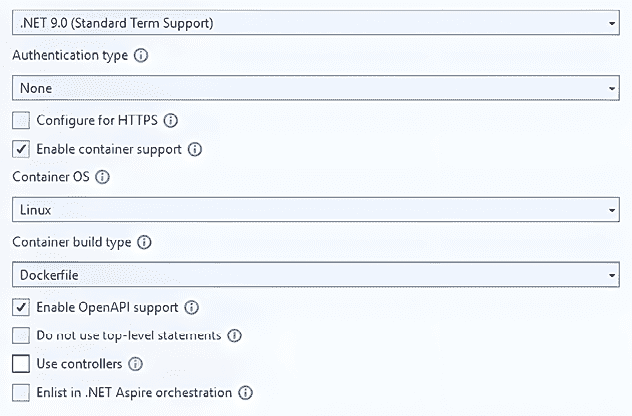 .NET 9.0 (Standard Term Support)
Authentication type
None
Configure for HTTPS
Enable container support
Container OS
Linux
Container build type
Dockerfile
Enable OpenAPI support
Do not use top-level statements
Use controllers
Enlist in .NET Aspire orchestration